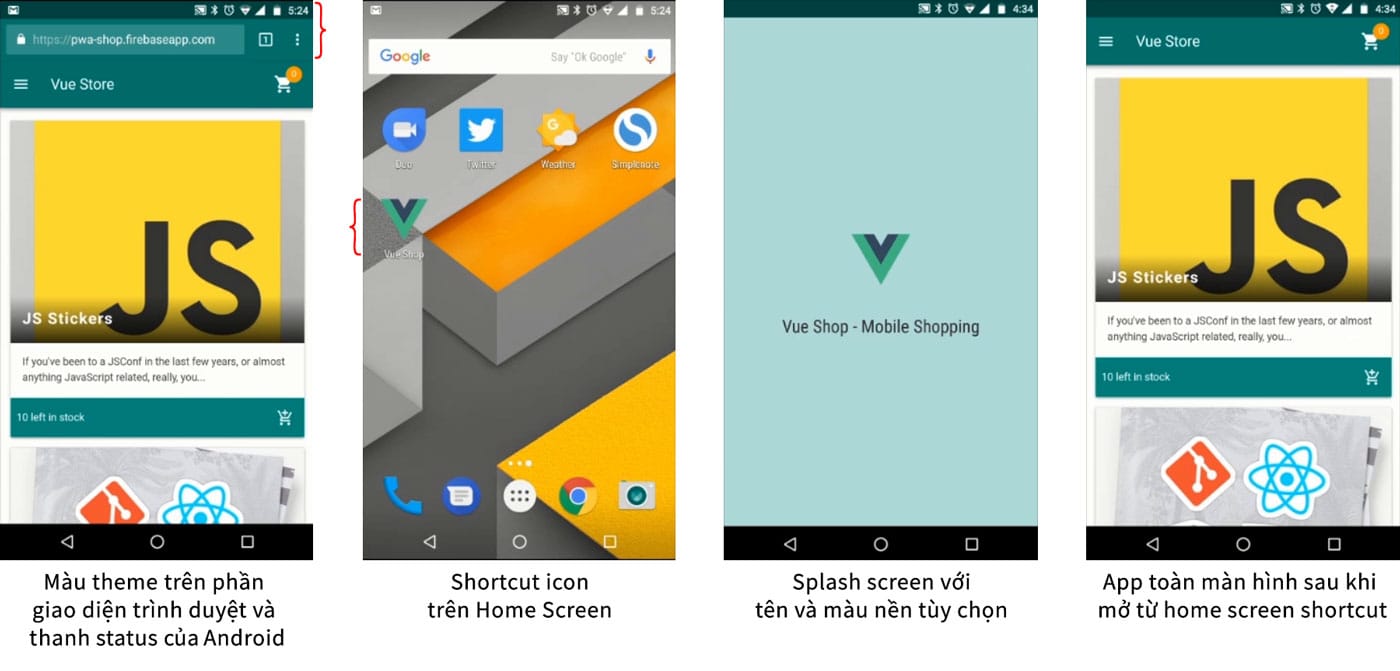 5:24
https://pwa-shop.firebaseapp.com
1
Vue Store
0
JS
JS Stickers
If you've been to a JSConf in the last few years, or almost
anything JavaScript related, really, you...
10 left in stock
Màu theme trên phần
giao diện trình duyệt và
thanh status của Android
5:24
Google
Say "Ok Google"
G
Duo
Twitter
Weather
Simplenote
Vue Shop
Shortcut icon
trên Home Screen
4:34
Vue Shop - Mobile Shopping
Splash screen với
tên và màu nền tùy chọn
4:34
Vue Store
0
JS
JS Stickers
If you've been to a JSConf in the last few years, or almost
anything JavaScript related, really, you...
10 left in stock
App toàn màn hình sau khi
mở từ home screen shortcut